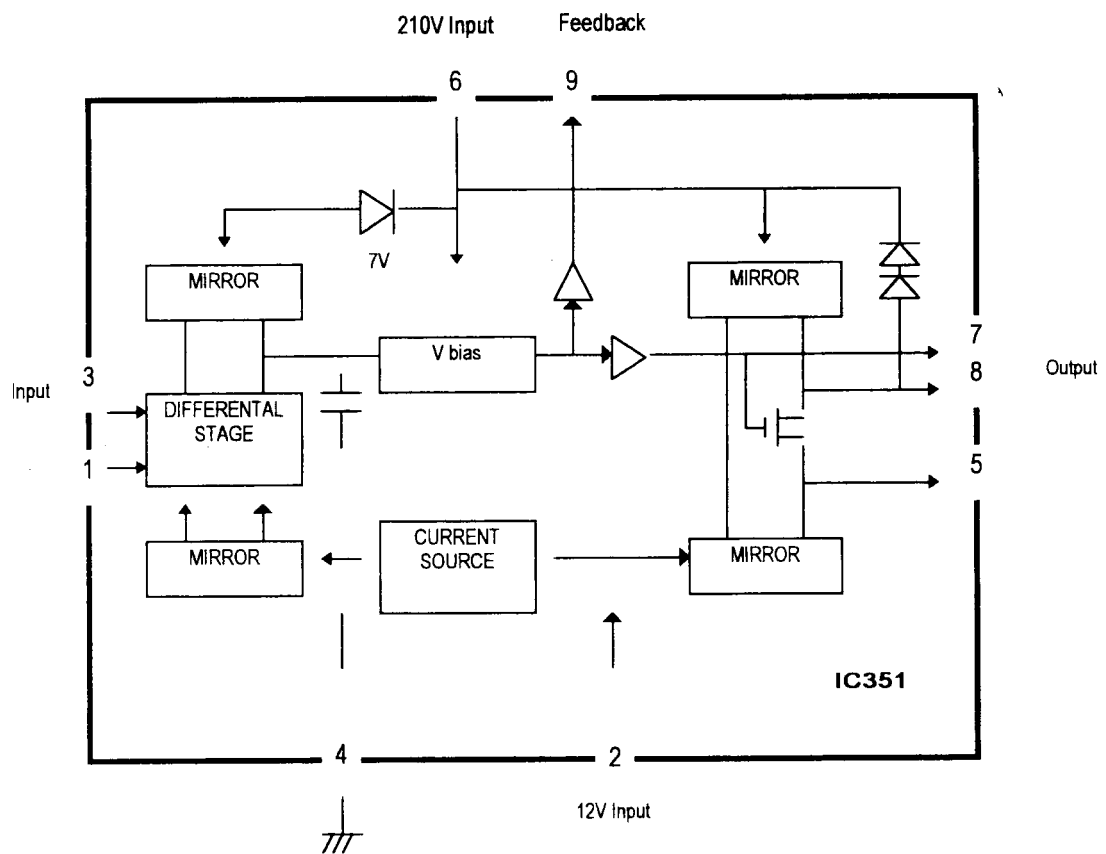 210V Input
Feedback
6
9
7V
MIRROR
MIRROR
V bias
7
3
8
Output
Input
DIFFERENTAL
STAGE
1
5
MIRROR
CURRENT
SOURCE
MIRROR
IC351
4
2
12V Input